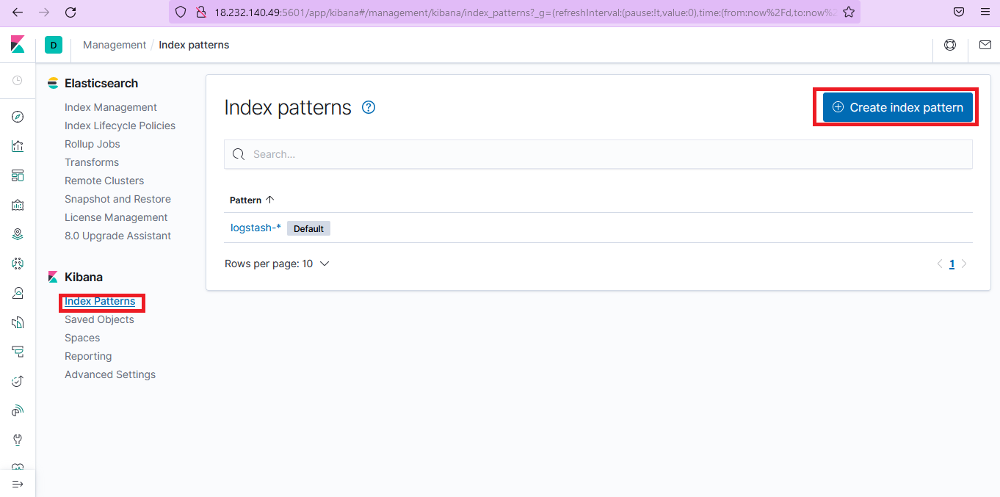 18.232.140.49:5601/app/kibana#/management/kibana/index_patterns?_g=(refreshInterval:(pause:!t,value:0),time:(from:now%2Fd,to:now%2
D
Management / Index patterns
Elasticsearch
Index Management
Index Lifecycle Policies
Rollup Jobs
Transforms
Remote Clusters
Snapshot and Restore
License Management
8.0 Upgrade Assistant
Kibana
Index Patterns
Saved Objects
Spaces
Reporting
Advanced Settings
Index patterns
Create index pattern
Search...
Pattern
logstash-* Default
Rows per page: 10
1